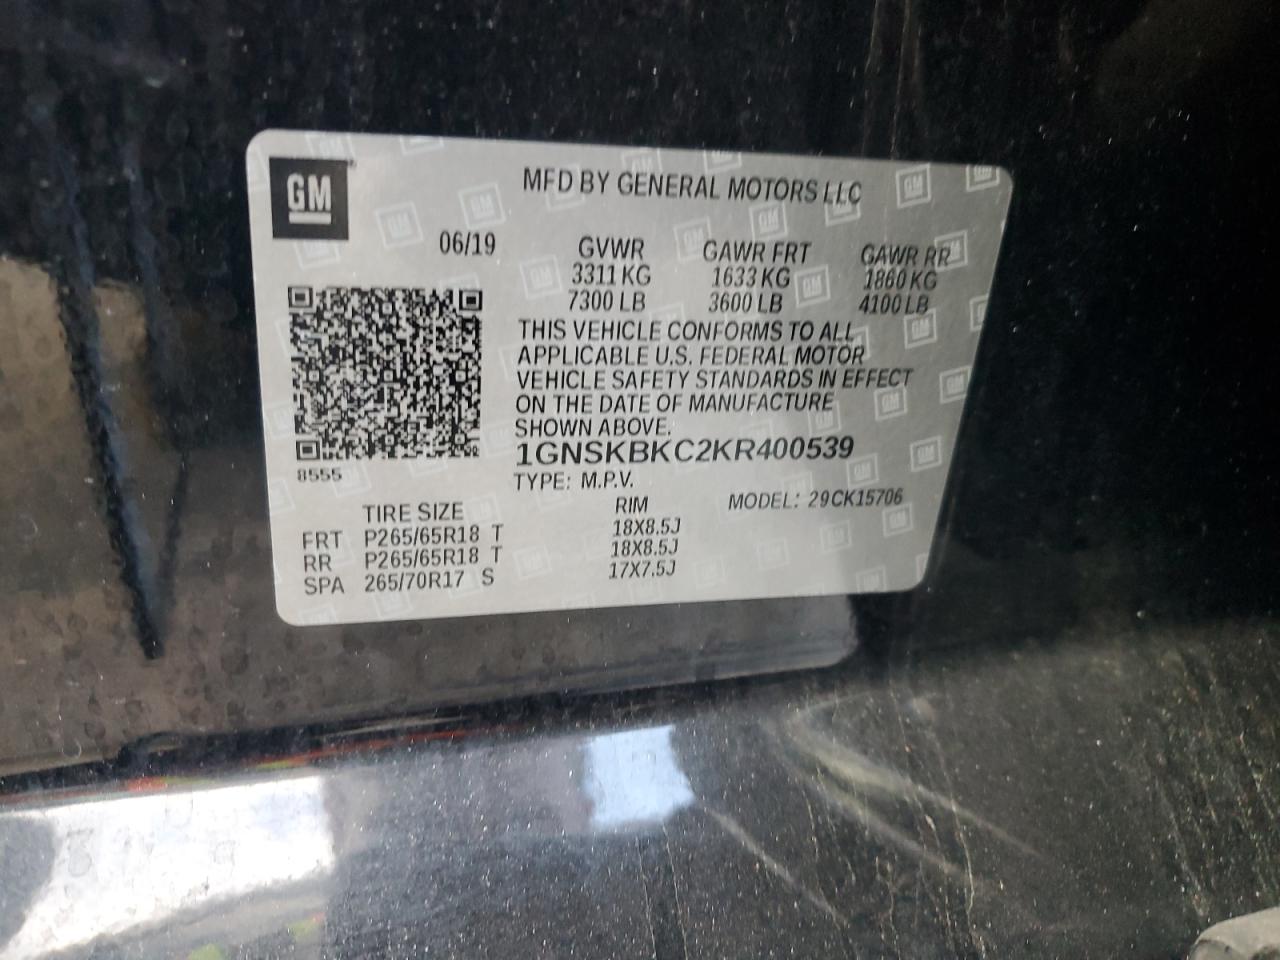 GM
MFD BY GENERAL MOTORS LLC
06/19
GVWR GAWR FRT GAWR RR
3311 KG 1633 KG 1860 KG
7300 LB 3600 LB 4100 LB
THIS VEHICLE CONFORMS TO ALL
APPLICABLE U.S. FEDERAL MOTOR
VEHICLE SAFETY STANDARDS IN EFFECT
ON THE DATE OF MANUFACTURE
SHOWN ABOVE.
1GNSKBKC2KR400539
8555
TYPE: M.P.V.
MODEL: 29CK15706
TIRE SIZE RIM
FRT P265/65R18 T 18X8.5J
RR P265/65R18 T 18X8.5J
SPA 265/70R17 S 17X7.5J